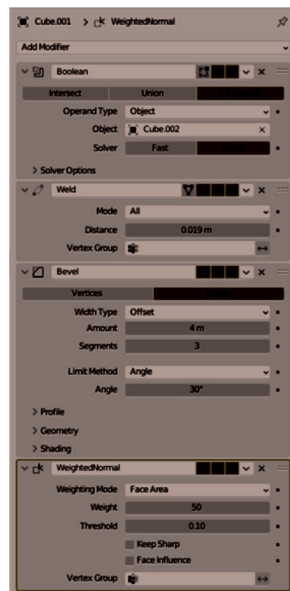 Cube.001 > WeightedNormal
Add Modifier
Boolean
Intersect Union
Operand Type Object
Object Cube.002
Solver Fast
Solver Options
Weld
Mode All
Distance 0.019 m
Vertex Group
Bevel
Vertices
Width Type Offset
Amount 4 m
Segments 3
Limit Method Angle
Angle 30°
Profile
Geometry
Shading
WeightedNormal
Weighting Mode Face Area
Weight 50
Threshold 0.10
Keep Sharp
Face Influence
Vertex Group